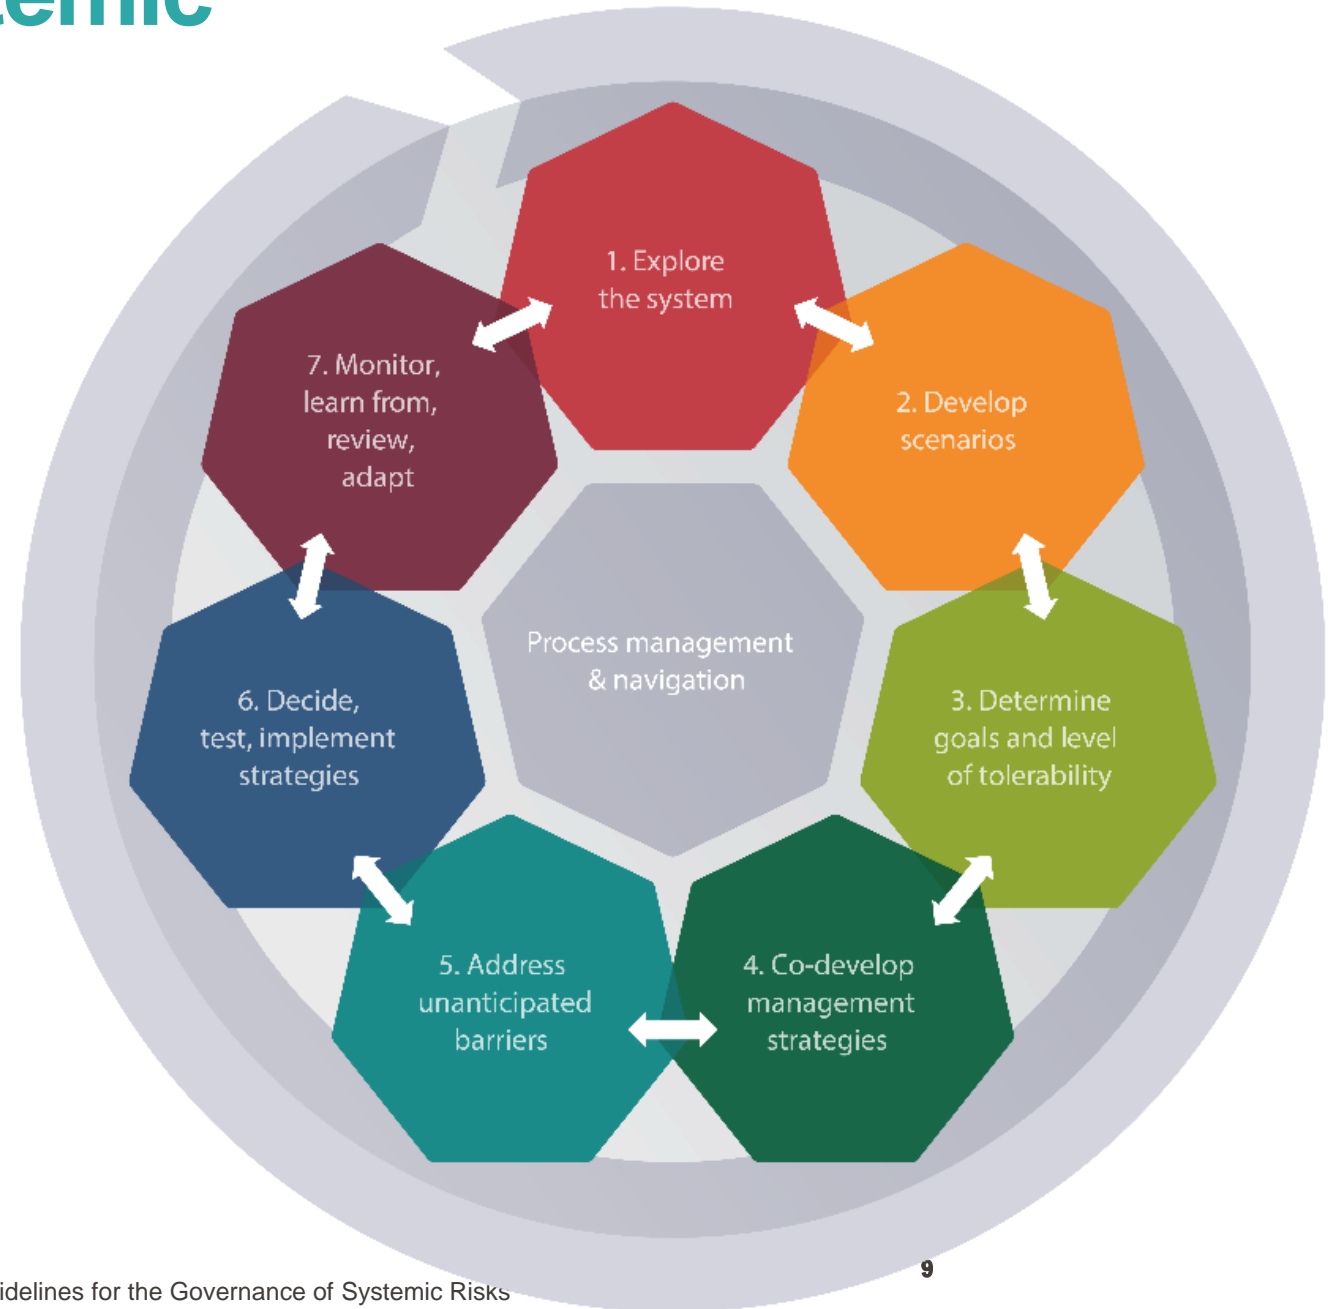 temic
1. Explore
the system
2. Develop
scenarios
3. Determine
goals and level
of tolerability
4. Co-develop
management
strategies
5. Address
unanticipated
barriers
6. Decide,
test, implement
strategies
7. Monitor,
learn from,
review,
adapt
Process management
& navigation
idelines for the Governance of Systemic Risks
9